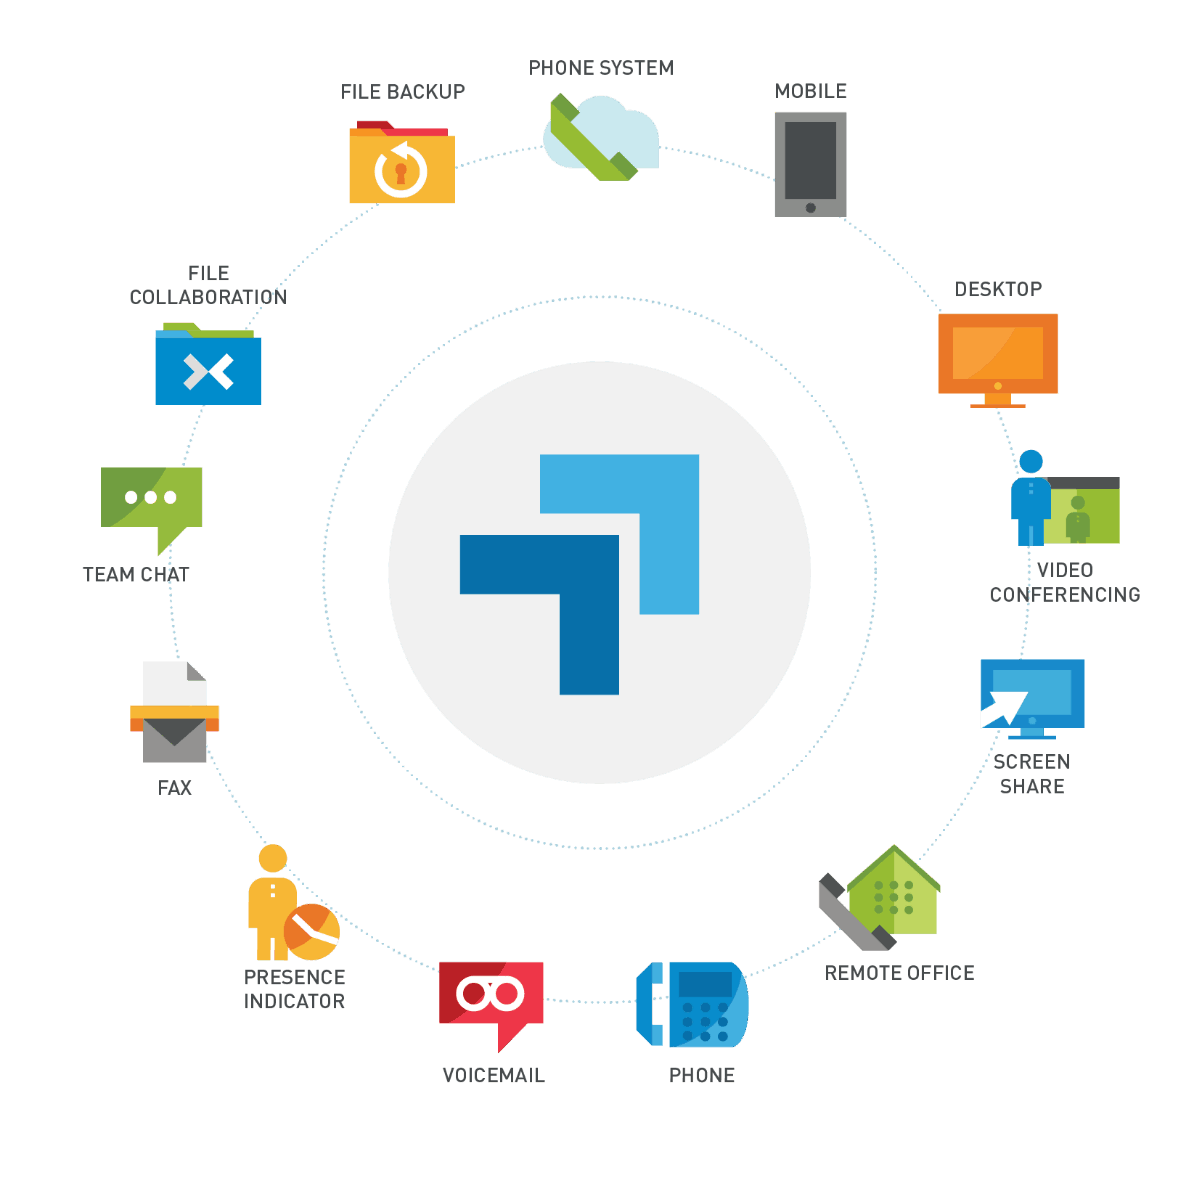 PHONE SYSTEM
MOBILE
DESKTOP
VIDEO
CONFERENCING
SCREEN
SHARE
REMOTE OFFICE
PHONE
VOICEMAIL
PRESENCE
INDICATOR
FAX
TEAM CHAT
FILE
COLLABORATION
FILE BACKUP